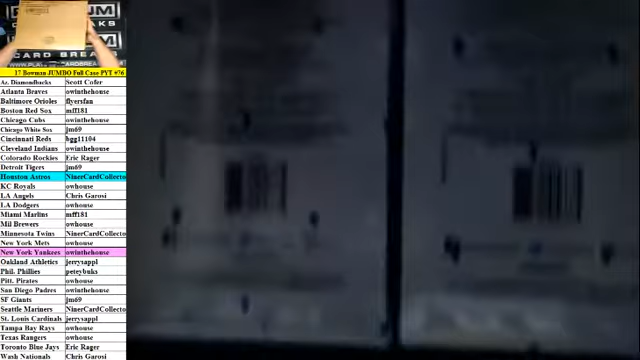 CARD BREAKS
17 Bowman JUMBO Full Case PYT #76
Az. Diamondbacks Scott Cofer
Atlanta Braves owinthehouse
Baltimore Orioles flyersfan
Boston Red Sox mff181
Chicago Cubs owinthehouse
Chicago White Sox jm69
Cincinnati Reds bgg11104
Cleveland Indians owinthehouse
Colorado Rockies Eric Rager
Detroit Tigers jm69
Houston Astros NinerCardCollecto
KC Royals owhouse
LA Angels Chris Garosi
LA Dodgers owhouse
Miami Marlins mff181
Mil Brewers owhouse
Minnesota Twins NinerCardCollecto
New York Mets owhouse
New York Yankees owinthehouse
Oakland Athletics jerrysappl
Phil. Phillies peteybuks
Pitt. Pirates owhouse
San Diego Padres owinthehouse
SF Giants jm69
Seattle Mariners NinerCardCollecto
St. Louis Cardinals jerrysappl
Tampa Bay Rays owhouse
Texas Rangers owhouse
Toronto Blue Jays Eric Rager
Wash Nationals Chris Garosi